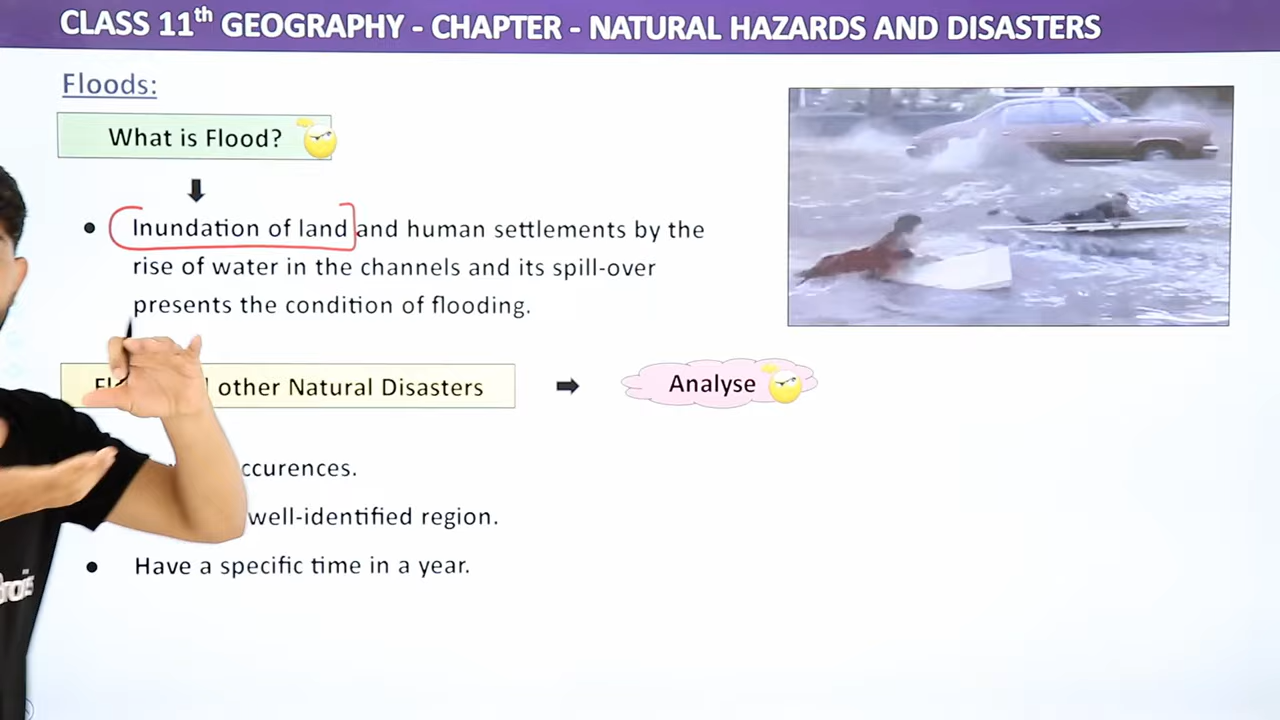 CLASS 11th GEOGRAPHY - CHAPTER - NATURAL HAZARDS AND DISASTERS
Floods:
What is Flood?
Inundation of land and human settlements by the
rise of water in the channels and its spill-over
presents the condition of flooding.
other Natural Disasters
Analyse
well-identified region.
Have a specific time in a year.